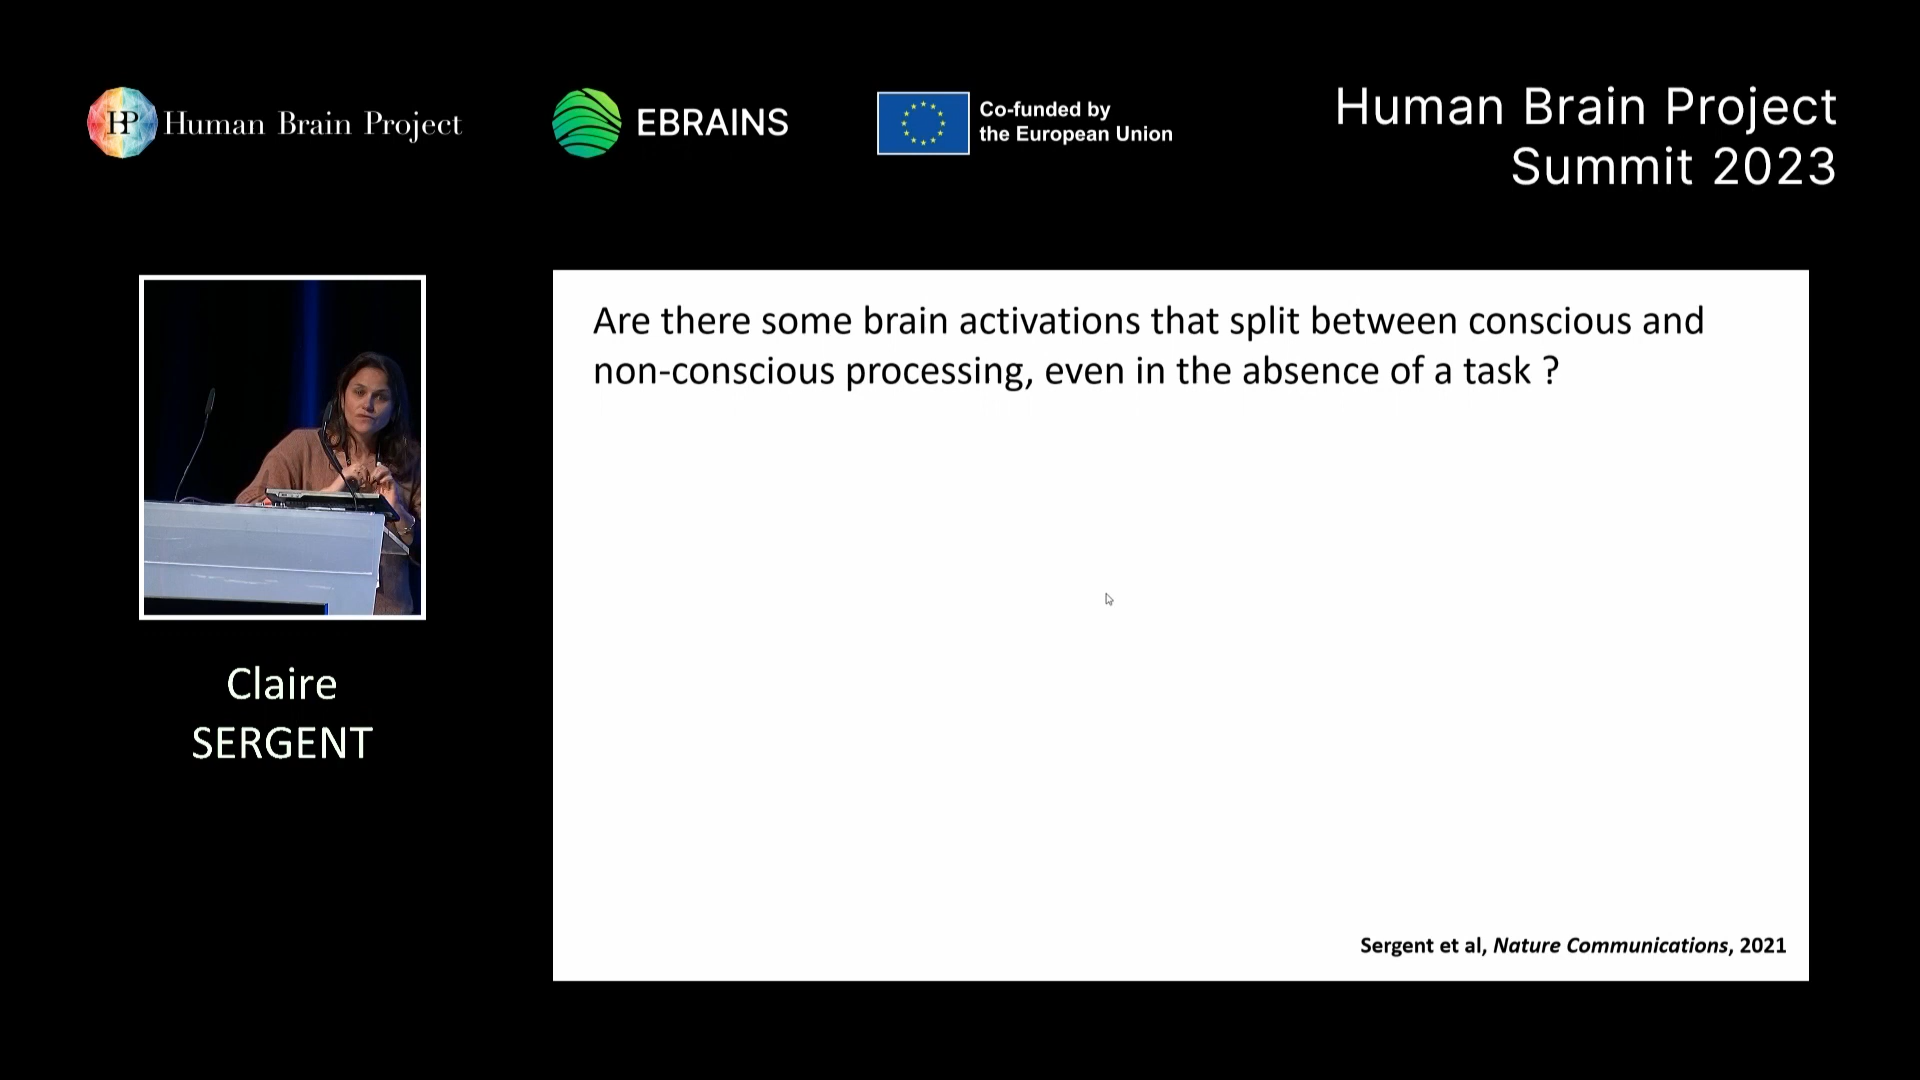 HP Human Brain Project
EBRAINS
Co-funded by
the European Union
Human Brain Project
Summit 2023
Are there some brain activations that split between conscious and
non-conscious processing, even in the absence of a task ?
Claire
SERGENT
Sergent et al, Nature Communications, 2021